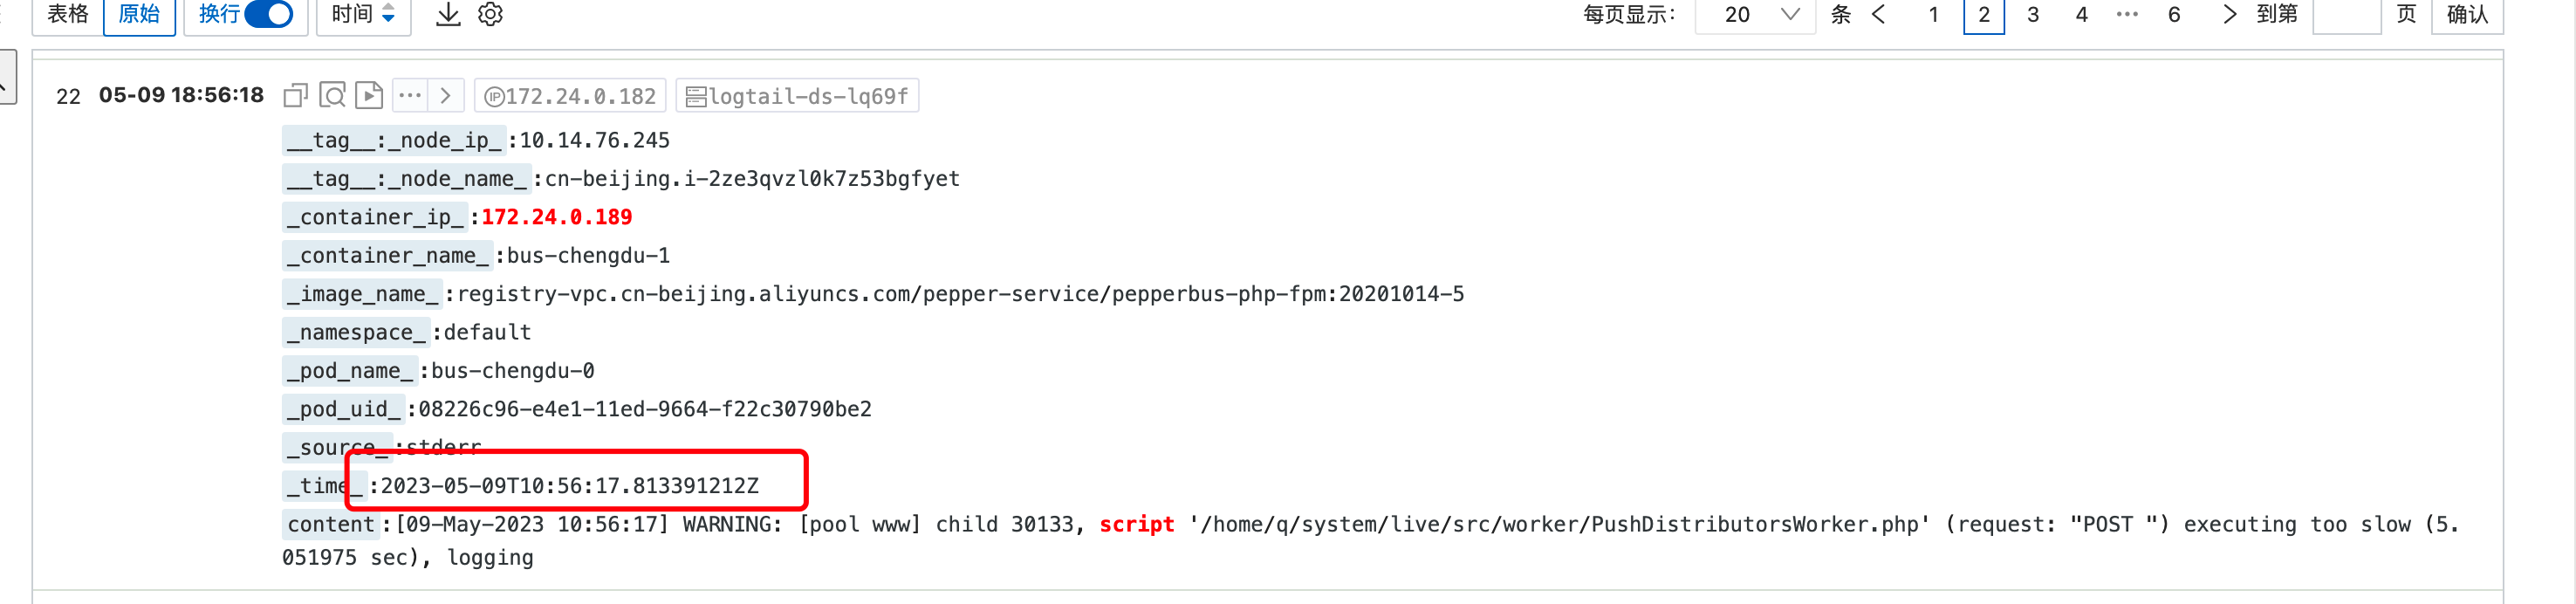 表格 原始 换行 时间 每页显示： 20 条 1 2 3 4 ··· 6 到第 页 确认
22 05-09 18:56:18 ··· IP 172.24.0.182 logtail-ds-lq69f
__tag__:_node_ip_ :10.14.76.245
__tag__:_node_name_ :cn-beijing.i-2ze3qvzl0k7z53bgfyet
_container_ip_ :172.24.0.189
_container_name_ :bus-chengdu-1
_image_name_ :registry-vpc.cn-beijing.aliyuncs.com/pepper-service/pepperbus-php-fpm:20201014-5
_namespace_ :default
_pod_name_ :bus-chengdu-0
_pod_uid_ :08226c96-e4e1-11ed-9664-f22c30790be2
_source_ :stderr
_time_ :2023-05-09T10:56:17.813391212Z
content :[09-May-2023 10:56:17] WARNING: [pool www] child 30133, script '/home/q/system/live/src/worker/PushDistributorsWorker.php' (request: "POST ") executing too slow (5.
051975 sec), logging